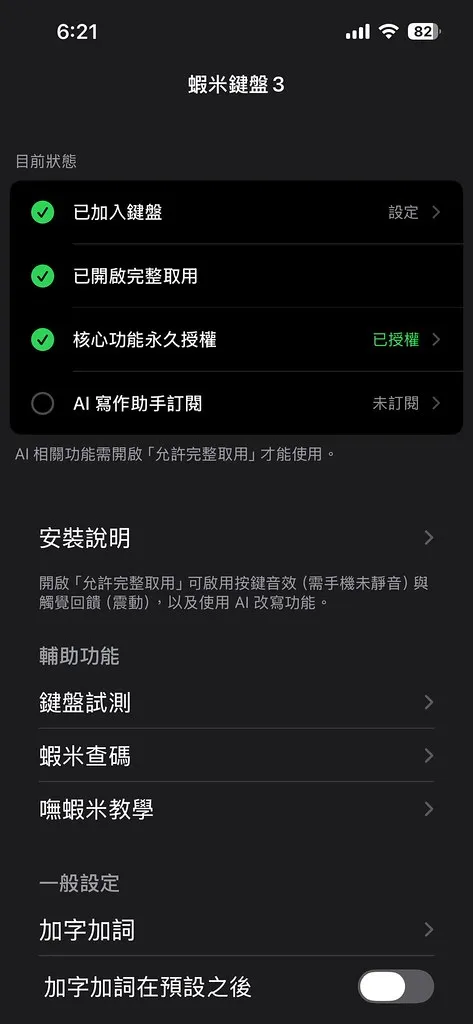 6:21
82
蝦米鍵盤3
目前狀態
已加入鍵盤
設定
已開啟完整取用
核心功能永久授權
已授權
AI 寫作助手訂閱
未訂閱
AI 相關功能需開啟「允許完整取用」才能使用。
安裝說明
開啟「允許完整取用」可啟用按鍵音效（需手機未靜音）與
觸覺回饋（震動），以及使用 AI 改寫功能。
輔助功能
鍵盤試測
蝦米查碼
嘸蝦米教學
一般設定
加字加詞
加字加詞在預設之後